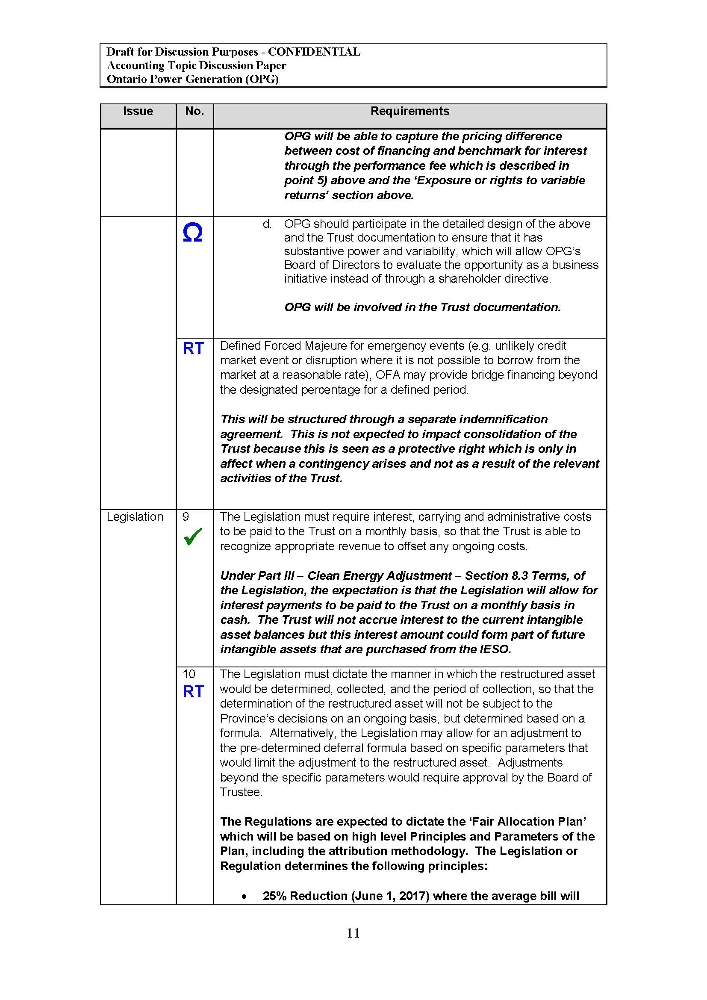 Draft for Discussion Purposes - CONFIDENTIAL
Accounting Topic Discussion Paper
Ontario Power Generation (OPG)
Issue No. Requirements
OPG will be able to capture the pricing difference
between cost of financing and benchmark for interest
through the performance fee which is described in
point 5) above and the ‘Exposure or rights to variable
returns’ section above.
Ω d. OPG should participate in the detailed design of the above
and the Trust documentation to ensure that it has
substantive power and variability, which will allow OPG’s
Board of Directors to evaluate the opportunity as a business
initiative instead of through a shareholder directive.
OPG will be involved in the Trust documentation.
RT Defined Forced Majeure for emergency events (e.g. unlikely credit
market event or disruption where it is not possible to borrow from the
market at a reasonable rate), OFA may provide bridge financing beyond
the designated percentage for a defined period.
This will be structured through a separate indemnification
agreement.  This is not expected to impact consolidation of the
Trust because this is seen as a protective right which is only in
affect when a contingency arises and not as a result of the relevant
activities of the Trust.
Legislation 9 The Legislation must require interest, carrying and administrative costs
✓ to be paid to the Trust on a monthly basis, so that the Trust is able to
recognize appropriate revenue to offset any ongoing costs.
Under Part III – Clean Energy Adjustment – Section 8.3 Terms, of
the Legislation, the expectation is that the Legislation will allow for
interest payments to be paid to the Trust on a monthly basis in
cash.  The Trust will not accrue interest to the current intangible
asset balances but this interest amount could form part of future
intangible assets that are purchased from the IESO.
10 The Legislation must dictate the manner in which the restructured asset
RT would be determined, collected, and the period of collection, so that the
determination of the restructured asset will not be subject to the
Province’s decisions on an ongoing basis, but determined based on a
formula.  Alternatively, the Legislation may allow for an adjustment to
the pre-determined deferral formula based on specific parameters that
would limit the adjustment to the restructured asset.  Adjustments
beyond the specific parameters would require approval by the Board of
Trustee.
The Regulations are expected to dictate the ‘Fair Allocation Plan’
which will be based on high level Principles and Parameters of the
Plan, including the attribution methodology.  The Legislation or
Regulation determines the following principles:
• 25% Reduction (June 1, 2017) where the average bill will
11